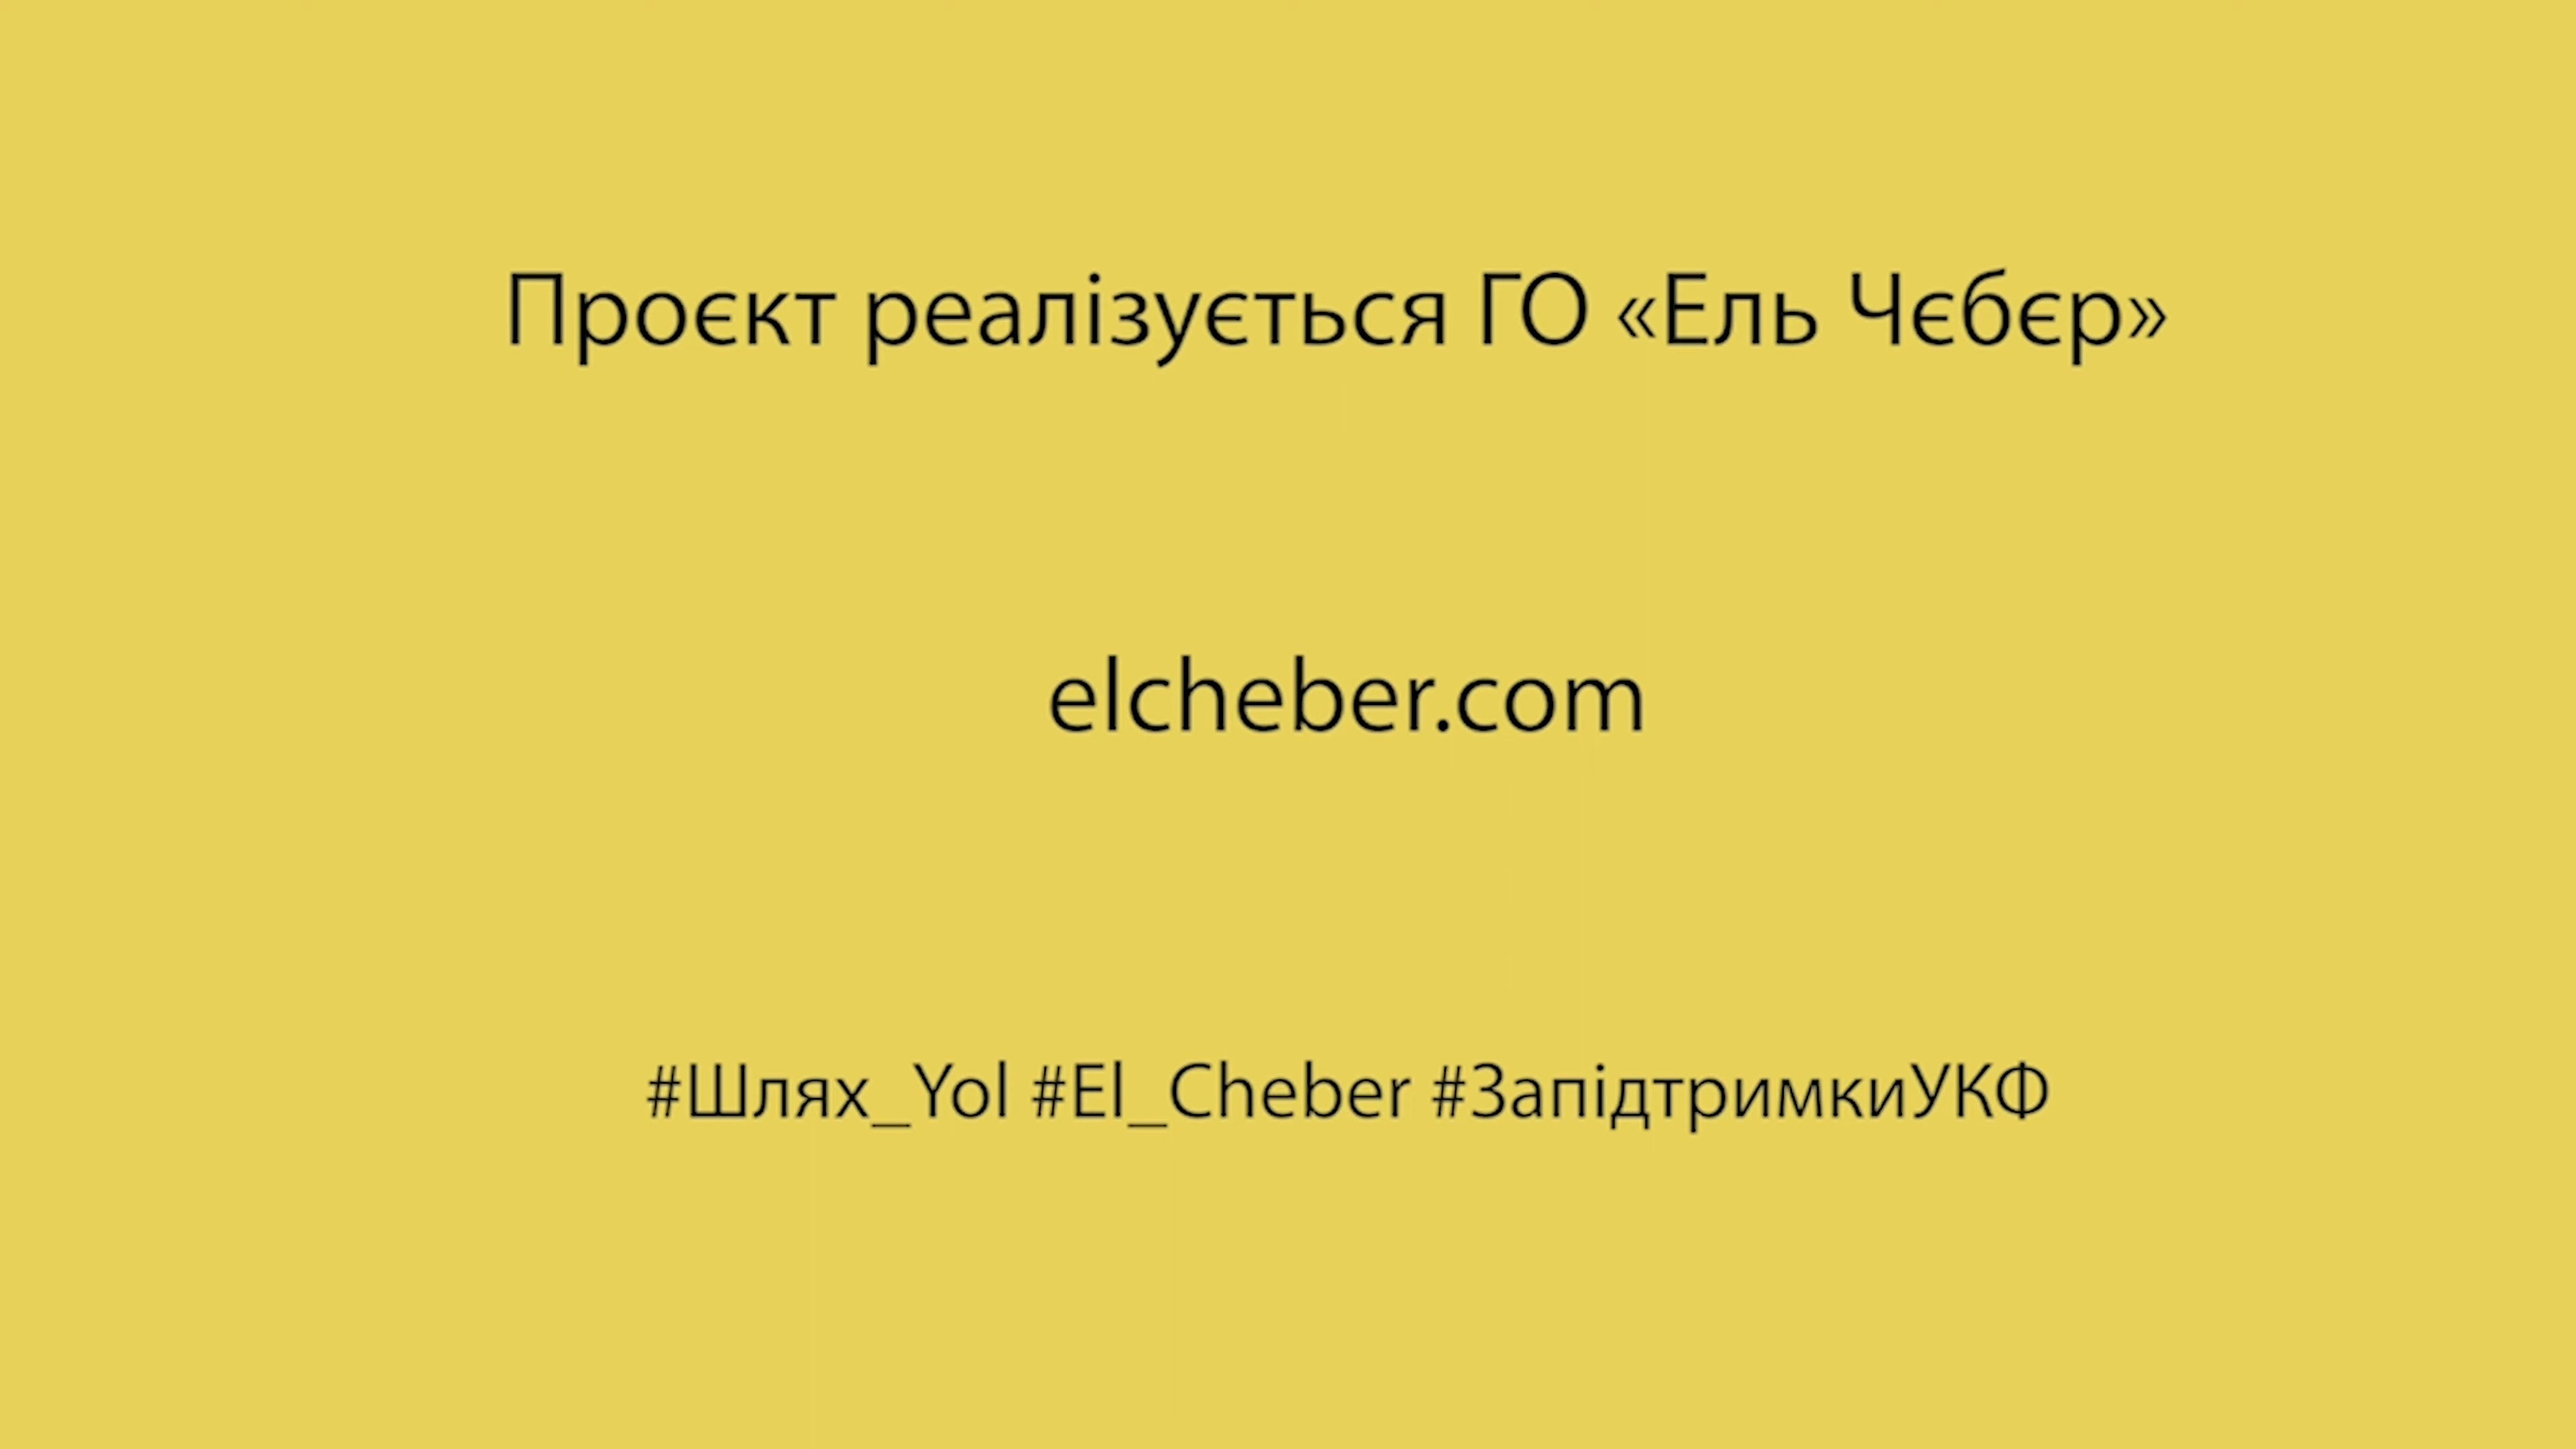 Проєкт реалізується ГО «Ель Чєбєр»
elcheber.com
#Шлях_Yol #El_Cheber #ЗапідтримкиУКФ